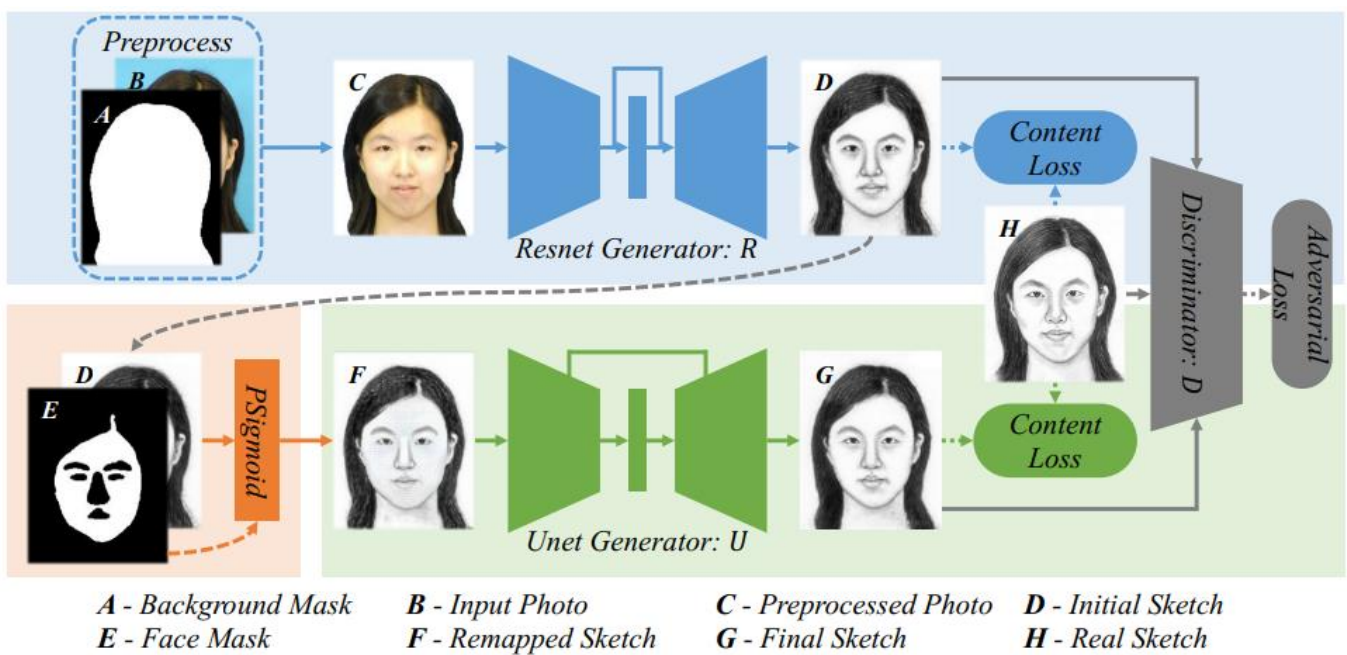 Preprocess
B
A
C
D
Content
Loss
Resnet Generator: R
H
Discriminator: D
Adversarial
Loss
D
E
PSigmoid
F
G
Content
Loss
Unet Generator: U
A - Background Mask B - Input Photo C - Preprocessed Photo D - Initial Sketch
E - Face Mask F - Remapped Sketch G - Final Sketch H - Real Sketch